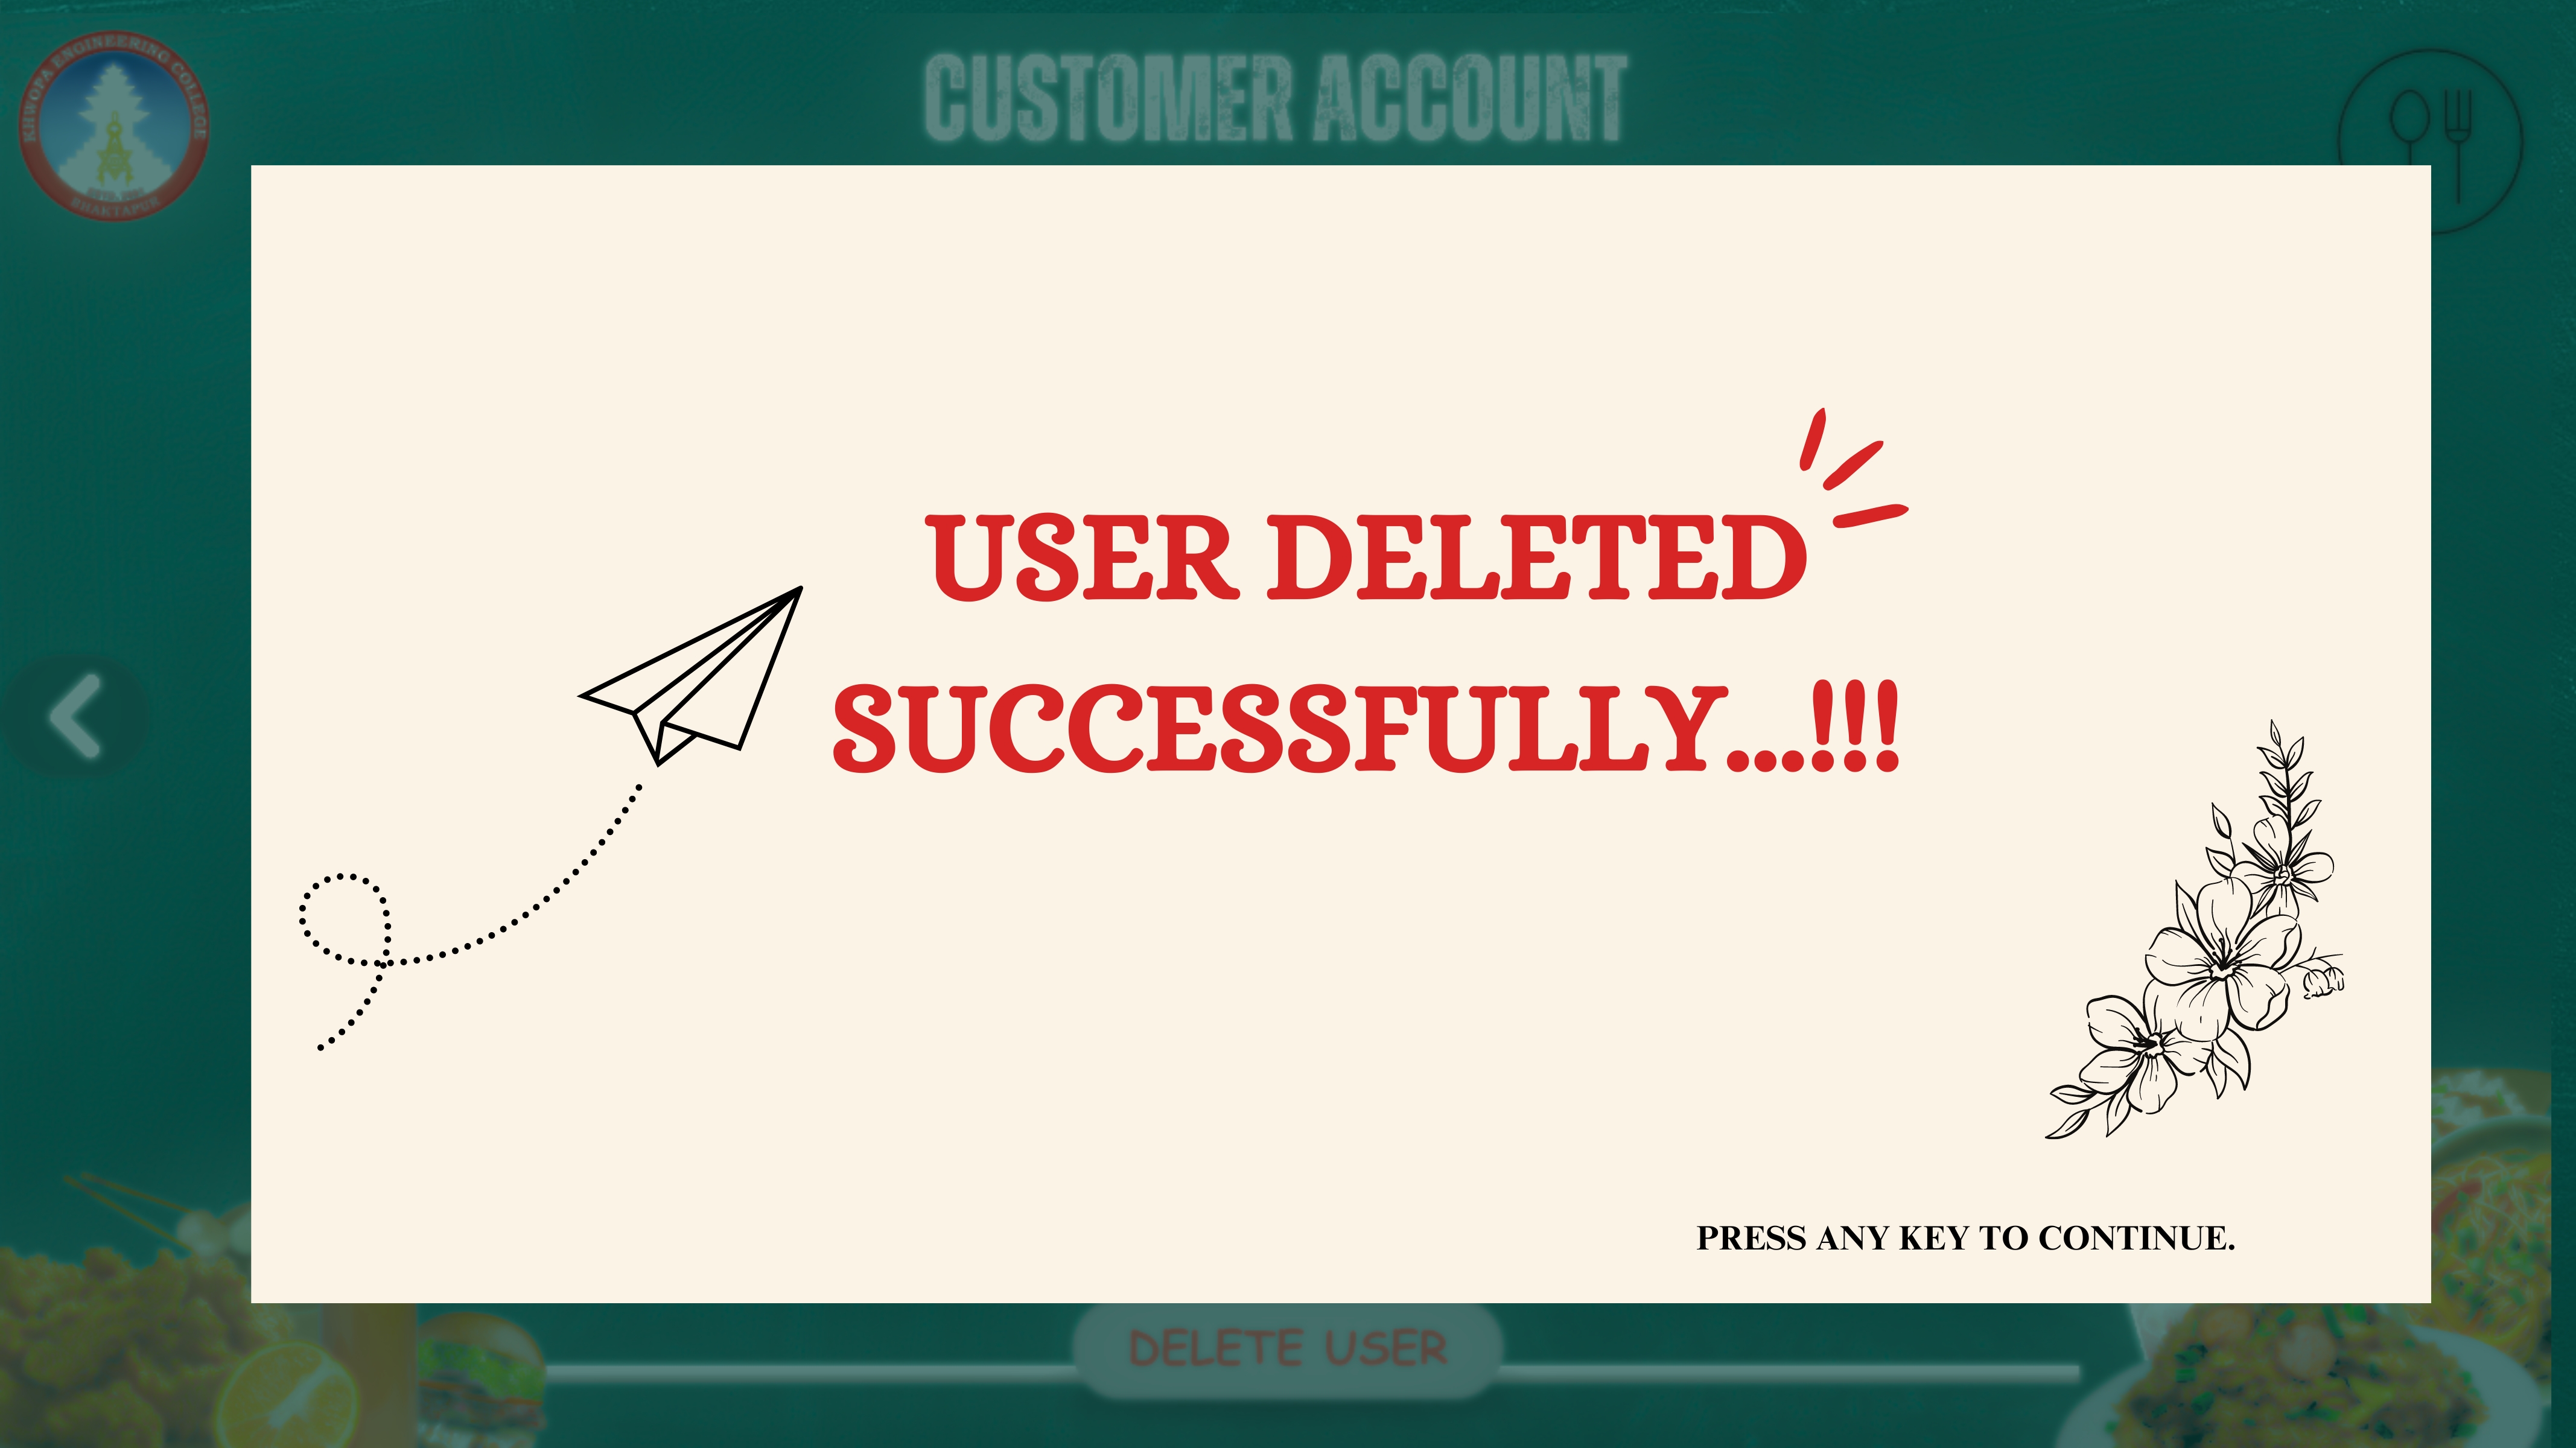 CUSTOMER ACCOUNT
KHWOPA ENGINEERING COLLEGE
BHAKTAPUR
USER DELETED
SUCCESSFULLY...!!!
PRESS ANY KEY TO CONTINUE.
DELETE USER